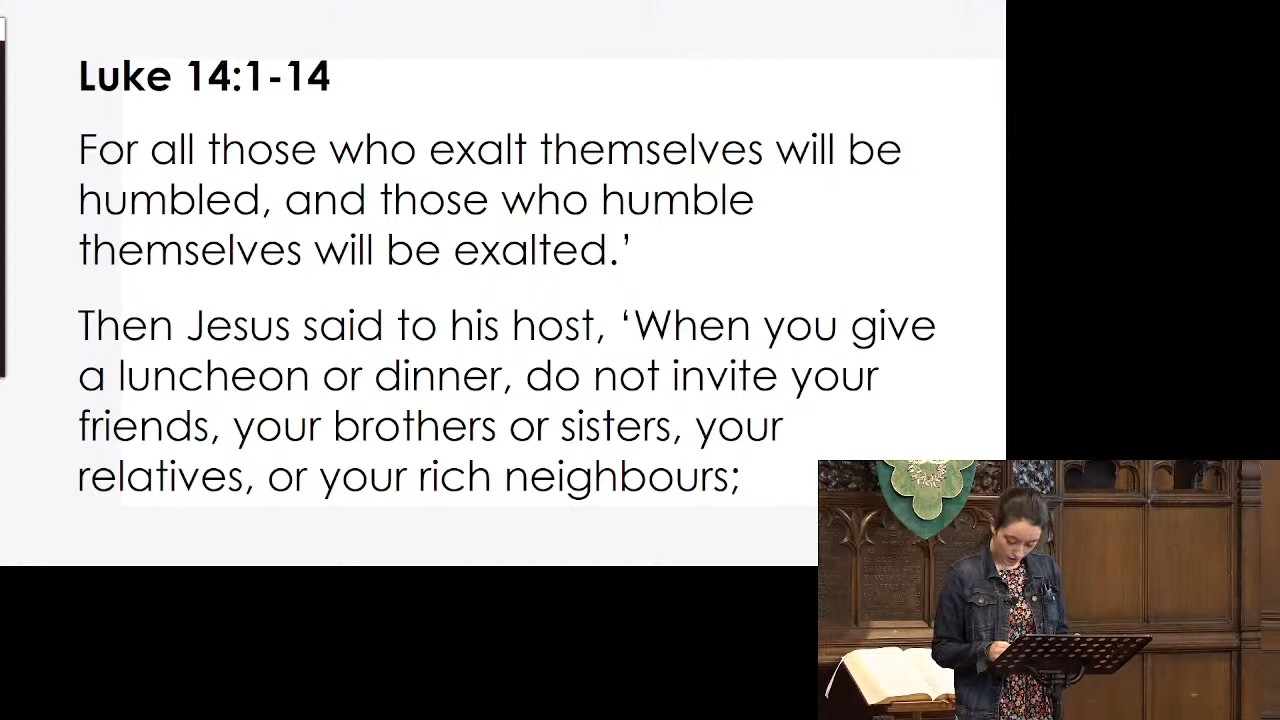 Luke 14:1-14
For all those who exalt themselves will be
humbled, and those who humble
themselves will be exalted.’
Then Jesus said to his host, ‘When you give
a luncheon or dinner, do not invite your
friends, your brothers or sisters, your
relatives, or your rich neighbours;